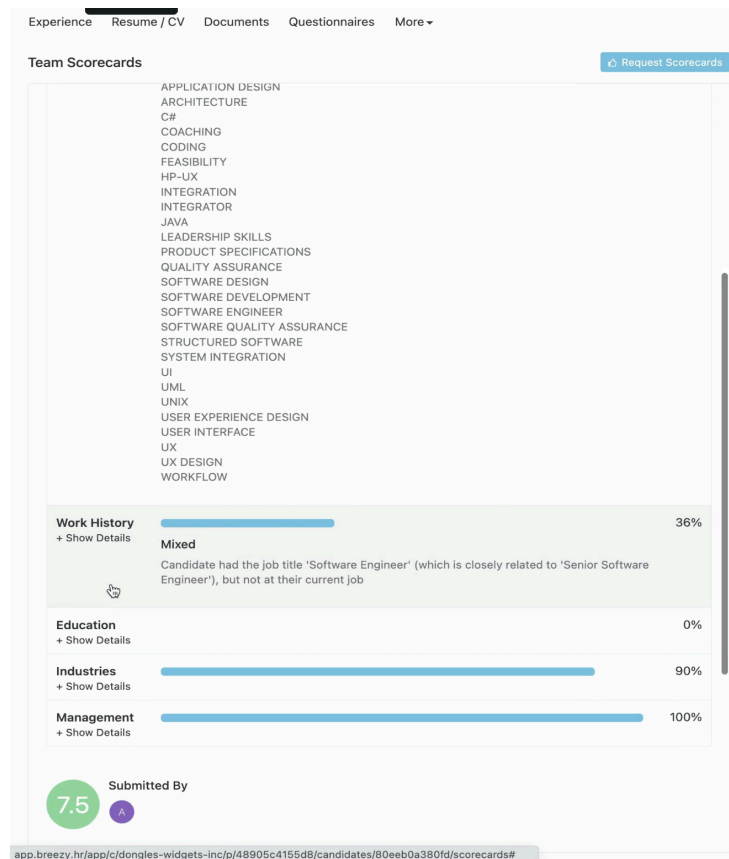 Experience Resume / CV Documents Questionnaires More
Team Scorecards
Request Scorecards
APPLICATION DESIGN
ARCHITECTURE
C#
COACHING
CODING
FEASIBILITY
HP-UX
INTEGRATION
INTEGRATOR
JAVA
LEADERSHIP SKILLS
PRODUCT SPECIFICATIONS
QUALITY ASSURANCE
SOFTWARE DESIGN
SOFTWARE DEVELOPMENT
SOFTWARE ENGINEER
SOFTWARE QUALITY ASSURANCE
STRUCTURED SOFTWARE
SYSTEM INTEGRATION
UI
UML
UNIX
USER EXPERIENCE DESIGN
USER INTERFACE
UX
UX DESIGN
WORKFLOW
Work History 36%
+ Show Details
Mixed
Candidate had the job title 'Software Engineer' (which is closely related to 'Senior Software
Engineer'), but not at their current job
Education 0%
+ Show Details
Industries 90%
+ Show Details
Management 100%
+ Show Details
7.5
Submitted By
A
app.breezy.hr/app/c/dongles-widgets-inc/p/48905c4155d8/candidates/80eeb0a380fd/scorecards#